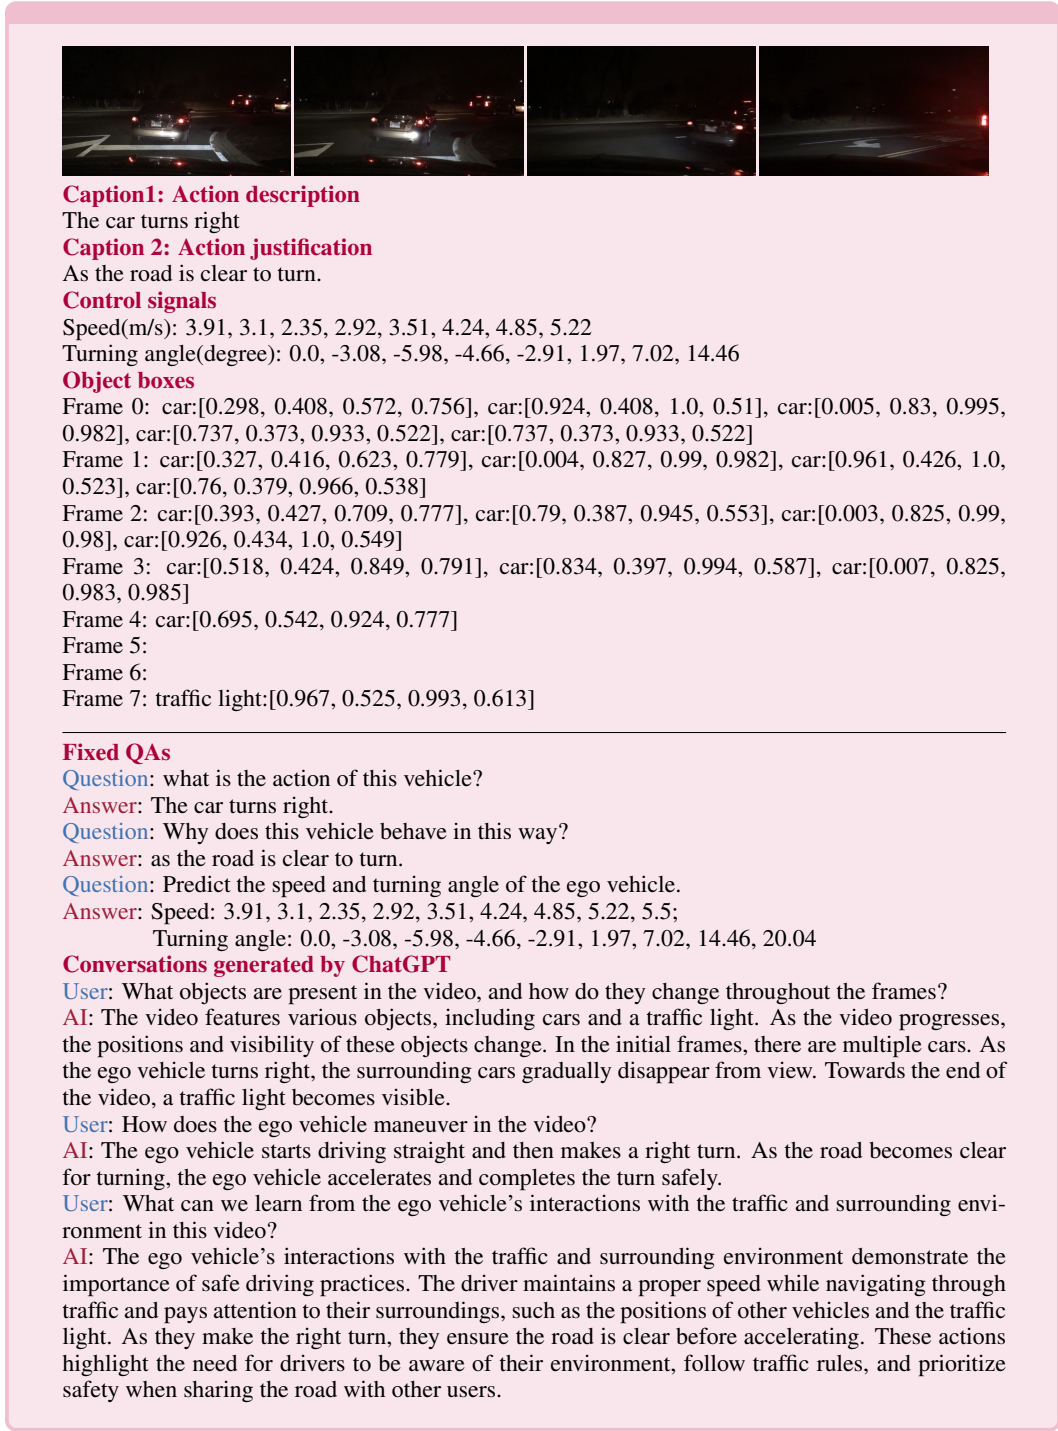 Caption1: Action description
The car turns right
Caption 2: Action justification
As the road is clear to turn.
Control signals
Speed(m/s): 3.91, 3.1, 2.35, 2.92, 3.51, 4.24, 4.85, 5.22
Turning angle(degree): 0.0, -3.08, -5.98, -4.66, -2.91, 1.97, 7.02, 14.46
Object boxes
Frame 0: car:[0.298, 0.408, 0.572, 0.756], car:[0.924, 0.408, 1.0, 0.51], car:[0.005, 0.83, 0.995,
0.982], car:[0.737, 0.373, 0.933, 0.522], car:[0.737, 0.373, 0.933, 0.522]
Frame 1: car:[0.327, 0.416, 0.623, 0.779], car:[0.004, 0.827, 0.99, 0.982], car:[0.961, 0.426, 1.0,
0.523], car:[0.76, 0.379, 0.966, 0.538]
Frame 2: car:[0.393, 0.427, 0.709, 0.777], car:[0.79, 0.387, 0.945, 0.553], car:[0.003, 0.825, 0.99,
0.98], car:[0.926, 0.434, 1.0, 0.549]
Frame 3: car:[0.518, 0.424, 0.849, 0.791], car:[0.834, 0.397, 0.994, 0.587], car:[0.007, 0.825,
0.983, 0.985]
Frame 4: car:[0.695, 0.542, 0.924, 0.777]
Frame 5:
Frame 6:
Frame 7: traffic light:[0.967, 0.525, 0.993, 0.613]
Fixed QAs
Question: what is the action of this vehicle?
Answer: The car turns right.
Question: Why does this vehicle behave in this way?
Answer: as the road is clear to turn.
Question: Predict the speed and turning angle of the ego vehicle.
Answer: Speed: 3.91, 3.1, 2.35, 2.92, 3.51, 4.24, 4.85, 5.22, 5.5;
Turning angle: 0.0, -3.08, -5.98, -4.66, -2.91, 1.97, 7.02, 14.46, 20.04
Conversations generated by ChatGPT
User: What objects are present in the video, and how do they change throughout the frames?
AI: The video features various objects, including cars and a traffic light. As the video progresses,
the positions and visibility of these objects change. In the initial frames, there are multiple cars. As
the ego vehicle turns right, the surrounding cars gradually disappear from view. Towards the end of
the video, a traffic light becomes visible.
User: How does the ego vehicle maneuver in the video?
AI: The ego vehicle starts driving straight and then makes a right turn. As the road becomes clear
for turning, the ego vehicle accelerates and completes the turn safely.
User: What can we learn from the ego vehicle's interactions with the traffic and surrounding envi-
ronment in this video?
AI: The ego vehicle's interactions with the traffic and surrounding environment demonstrate the
importance of safe driving practices. The driver maintains a proper speed while navigating through
traffic and pays attention to their surroundings, such as the positions of other vehicles and the traffic
light. As they make the right turn, they ensure the road is clear before accelerating. These actions
highlight the need for drivers to be aware of their environment, follow traffic rules, and prioritize
safety when sharing the road with other users.